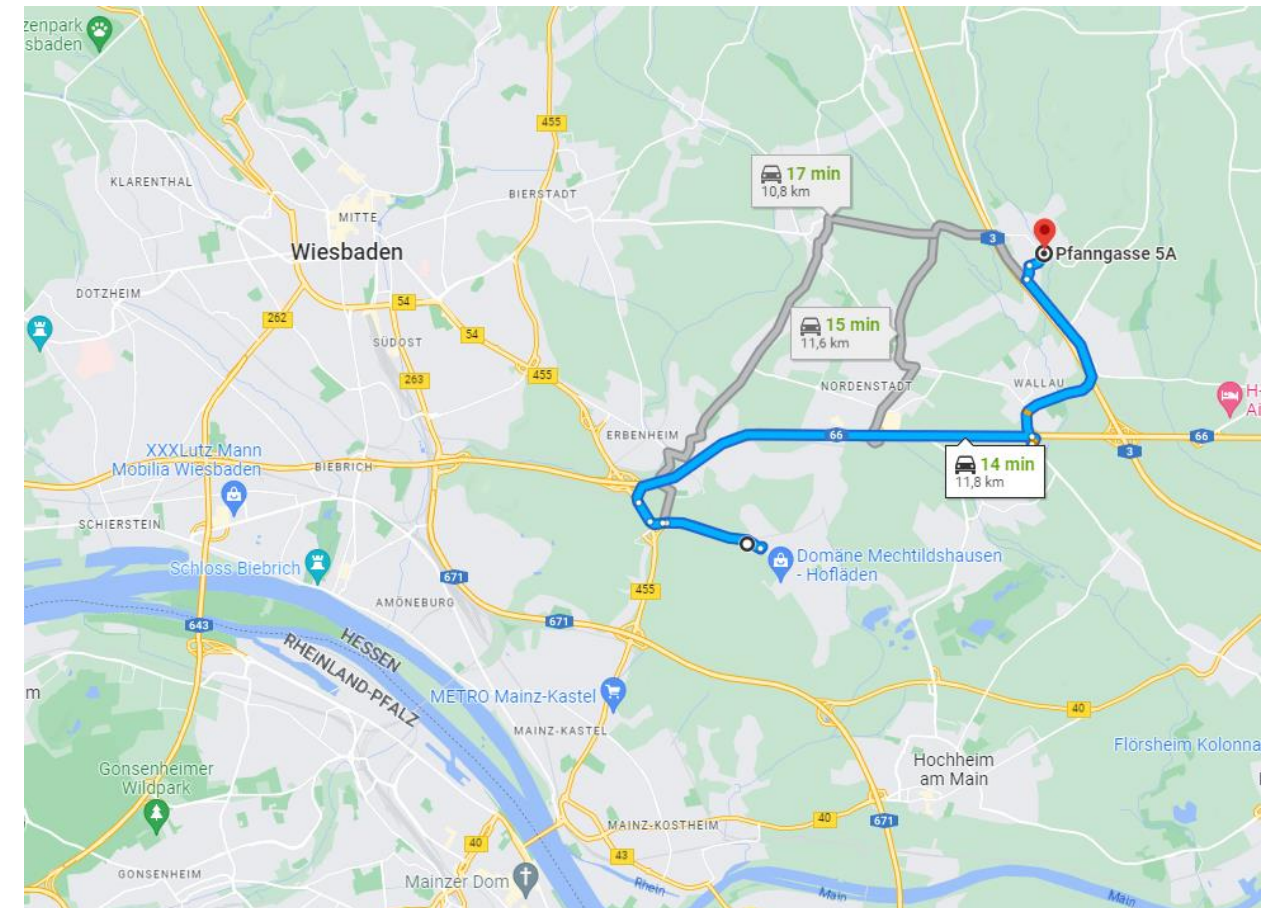 zenpark
sbaden
455
KLARENTHAL
BIERSTADT
MITTE
17 min
10,8 km
Wiesbaden
3
Pfanngasse 5A
DOTZHEIM
54
262
SÜDOST
54
15 min
11,6 km
263
455
NORDENSTADT
WALLAU
H-
Ai
ERBENHEIM
66
66
3
XXXLutz Mann
Mobilia Wiesbaden
BIEBRICH
14 min
11,8 km
SCHIERSTEIN
Schloss Biebrich
Domäne Mechtildshausen
- Hofläden
671
455
AMÖNEBURG
643
671
HESSEN
RHEINLAND-PFALZ
m
METRO Mainz-Kastel
40
MAINZ-KASTEL
Flörsheim Kolonna
Hochheim
am Main
Gonsenheimer
Wildpark
MAINZ-KOSTHEIM
40
671
40
43
GONSENHEIM
Mainzer Dom
Rhein
Main
Main